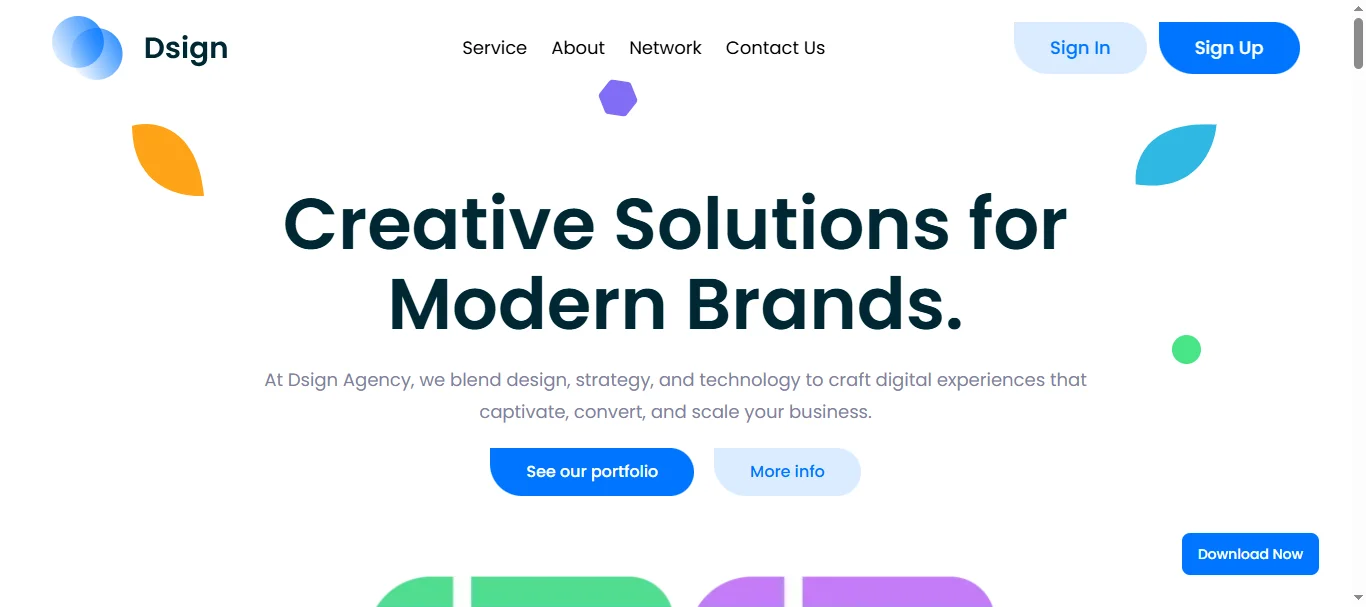 Dsign
Service
About
Network
Contact Us
Sign In
Sign Up
Creative Solutions for
Modern Brands.
At Dsign Agency, we blend design, strategy, and technology to craft digital experiences that
captivate, convert, and scale your business.
See our portfolio
More info
Download Now